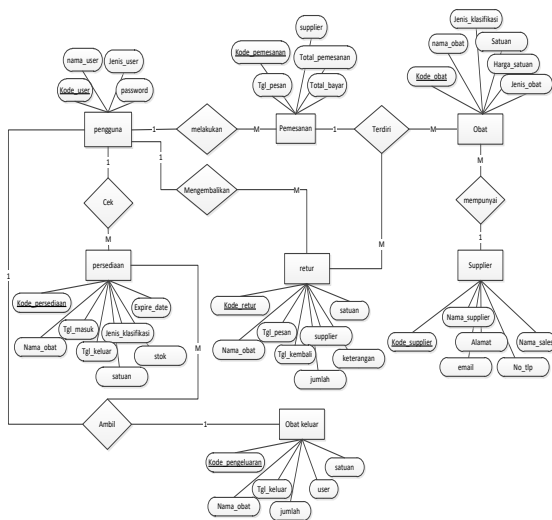 Jenis_klasifikasi
supplier
nama_user
Jenis_user
nama_obat
Satuan
Kode_pemesanan
Total_pemesanan
Harga_satuan
Kode_user
password
Tgl_pesan
Total_bayar
Kode_obat
Jenis_obat
pengguna
1
melakukan
M
Pemesanan
1
Terdiri
M
Obat
1
1
M
Mengembalikan
M
Cek
mempunyai
M
M
1
1
persediaan
retur
Supplier
Kode_persediaan
Expire_date
Kode_retur
satuan
Nama_supplier
Tgl_masuk
Jenis_klasifikasi
Tgl_pesan
supplier
Kode_supplier
Alamat
Nama_sales
Nama_obat
Tgl_keluar
stok
Nama_obat
Tgl_kembali
keterangan
email
No_tlp
satuan
jumlah
M
Ambil
1
Obat keluar
Kode_pengeluaran
satuan
Tgl_keluar
user
Nama_obat
jumlah